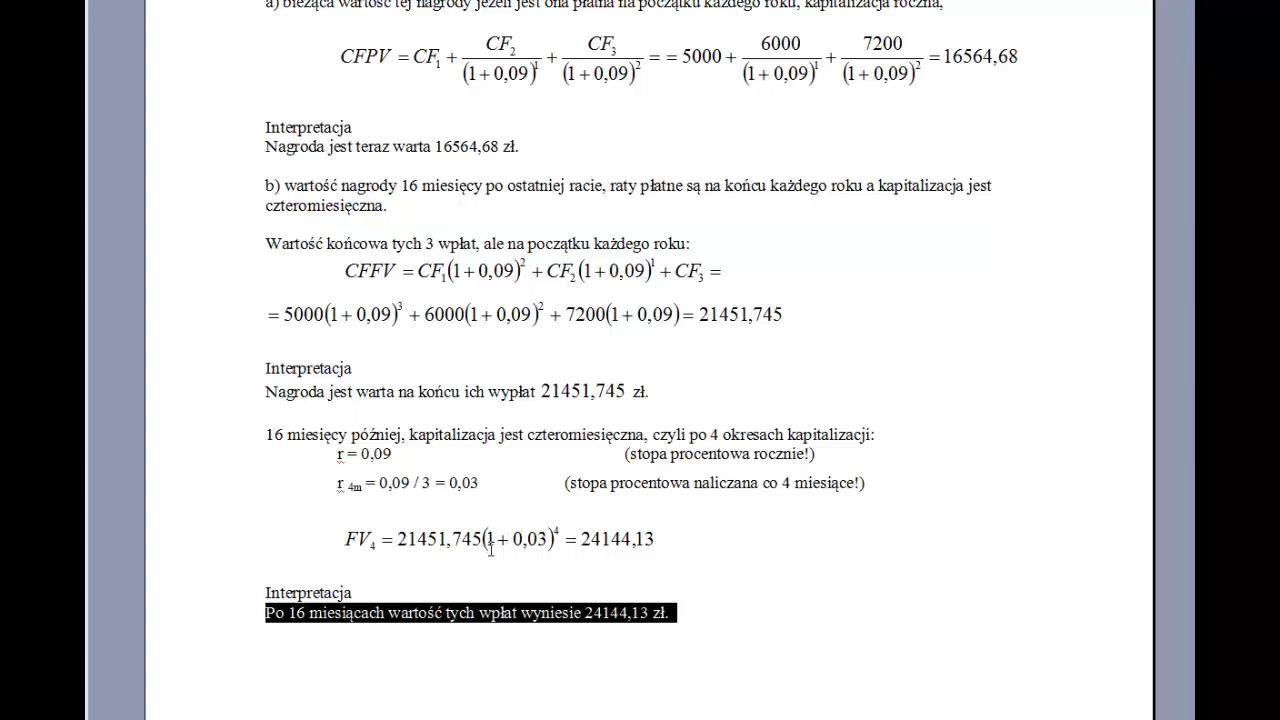 a) bieżąca wartość tej nagrody jeżeli jest ona płatna na początku każdego roku, kapitalizacja roczna,
CFPV = CF₁ + CF₂/(1+0,09)¹ + CF₃/(1+0,09)² = = 5000 + 6000/(1+0,09)¹ + 7200/(1+0,09)² = 16564,68
Interpretacja
Nagroda jest teraz warta 16564,68 zł.
b) wartość nagrody 16 miesięcy po ostatniej racie, raty płatne są na końcu każdego roku a kapitalizacja jest
czteromiesięczna.
Wartość końcowa tych 3 wpłat, ale na początku każdego roku:
CFFV = CF₁(1+0,09)² + CF₂(1+0,09)¹ + CF₃ =
= 5000(1+0,09)³ + 6000(1+0,09)² + 7200(1+0,09) = 21451,745
Interpretacja
Nagroda jest warta na końcu ich wypłat 21451,745 zł.
16 miesięcy później, kapitalizacja jest czteromiesięczna, czyli po 4 okresach kapitalizacji:
r = 0,09 (stopa procentowa rocznie!)
r 4m = 0,09 / 3 = 0,03 (stopa procentowa naliczana co 4 miesiące!)
FV₄ = 21451,745(1+0,03)⁴ = 24144,13
Interpretacja
Po 16 miesiącach wartość tych wpłat wyniesie 24144,13 zł.